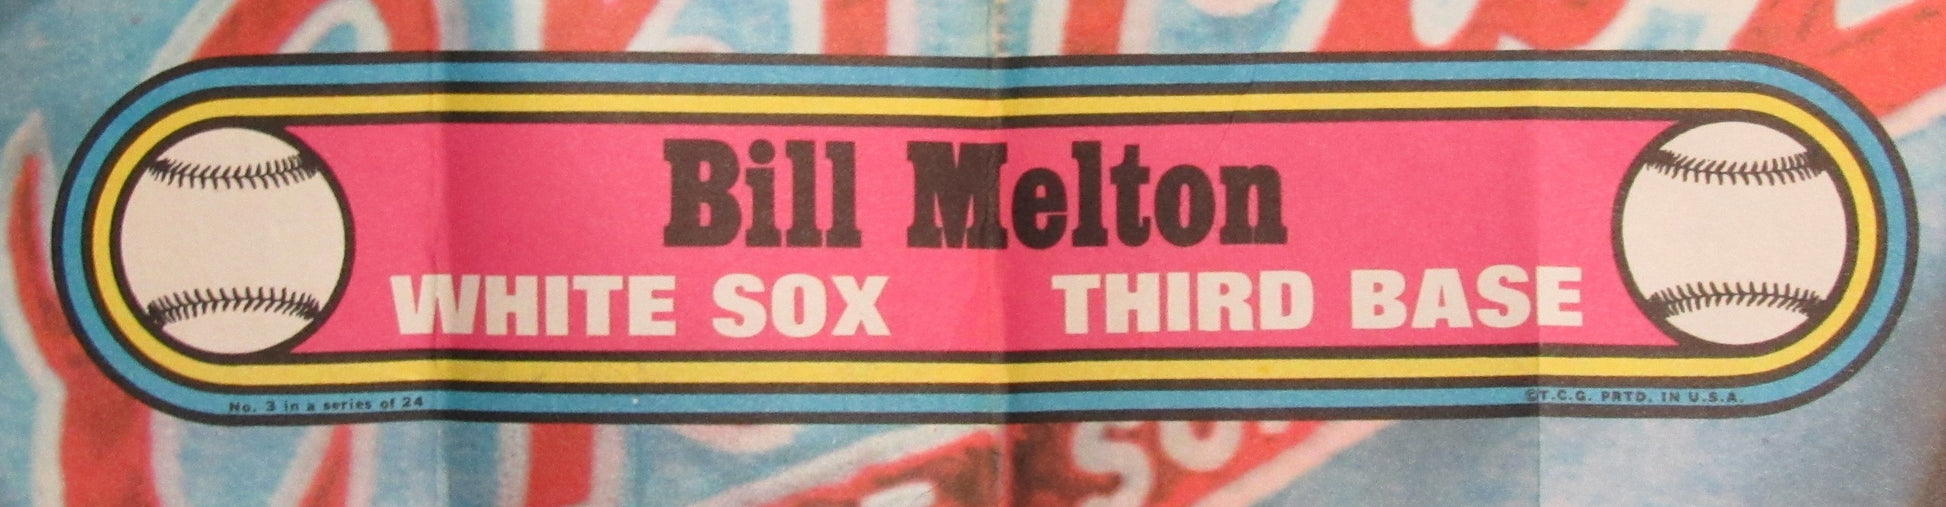 Bill Melton
WHITE SOX THIRD BASE
No. 3 in a series of 24
©T.C.G. PRTD. IN U.S.A.